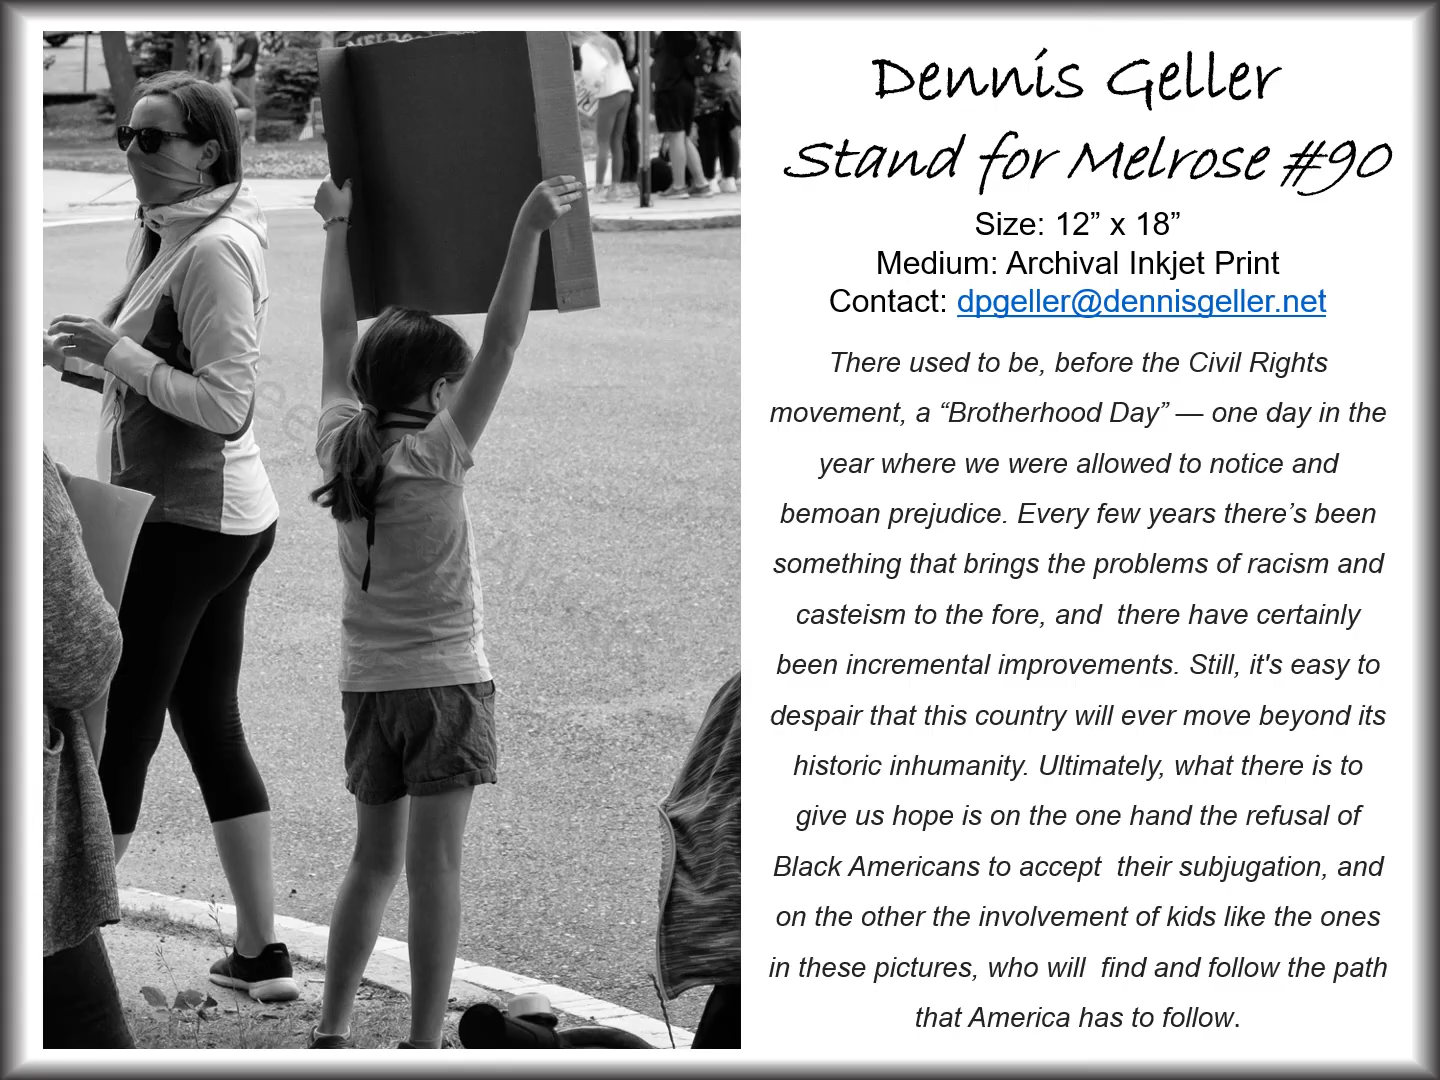 Dennis Geller
Stand for Melrose #90
Size: 12” x 18”
Medium: Archival Inkjet Print
Contact: dpgeller@dennisgeller.net
There used to be, before the Civil Rights
movement, a “Brotherhood Day” — one day in the
year where we were allowed to notice and
bemoan prejudice. Every few years there’s been
something that brings the problems of racism and
casteism to the fore, and  there have certainly
been incremental improvements. Still, it's easy to
despair that this country will ever move beyond its
historic inhumanity. Ultimately, what there is to
give us hope is on the one hand the refusal of
Black Americans to accept  their subjugation, and
on the other the involvement of kids like the ones
in these pictures, who will  find and follow the path
that America has to follow.